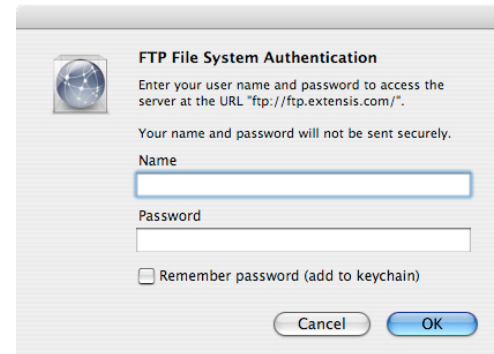 FTP File System Authentication
Enter your user name and password to access the
server at the URL "ftp://ftp.extensis.com/".
Your name and password will not be sent securely.
Name
Password
Remember password (add to keychain)
Cancel
OK